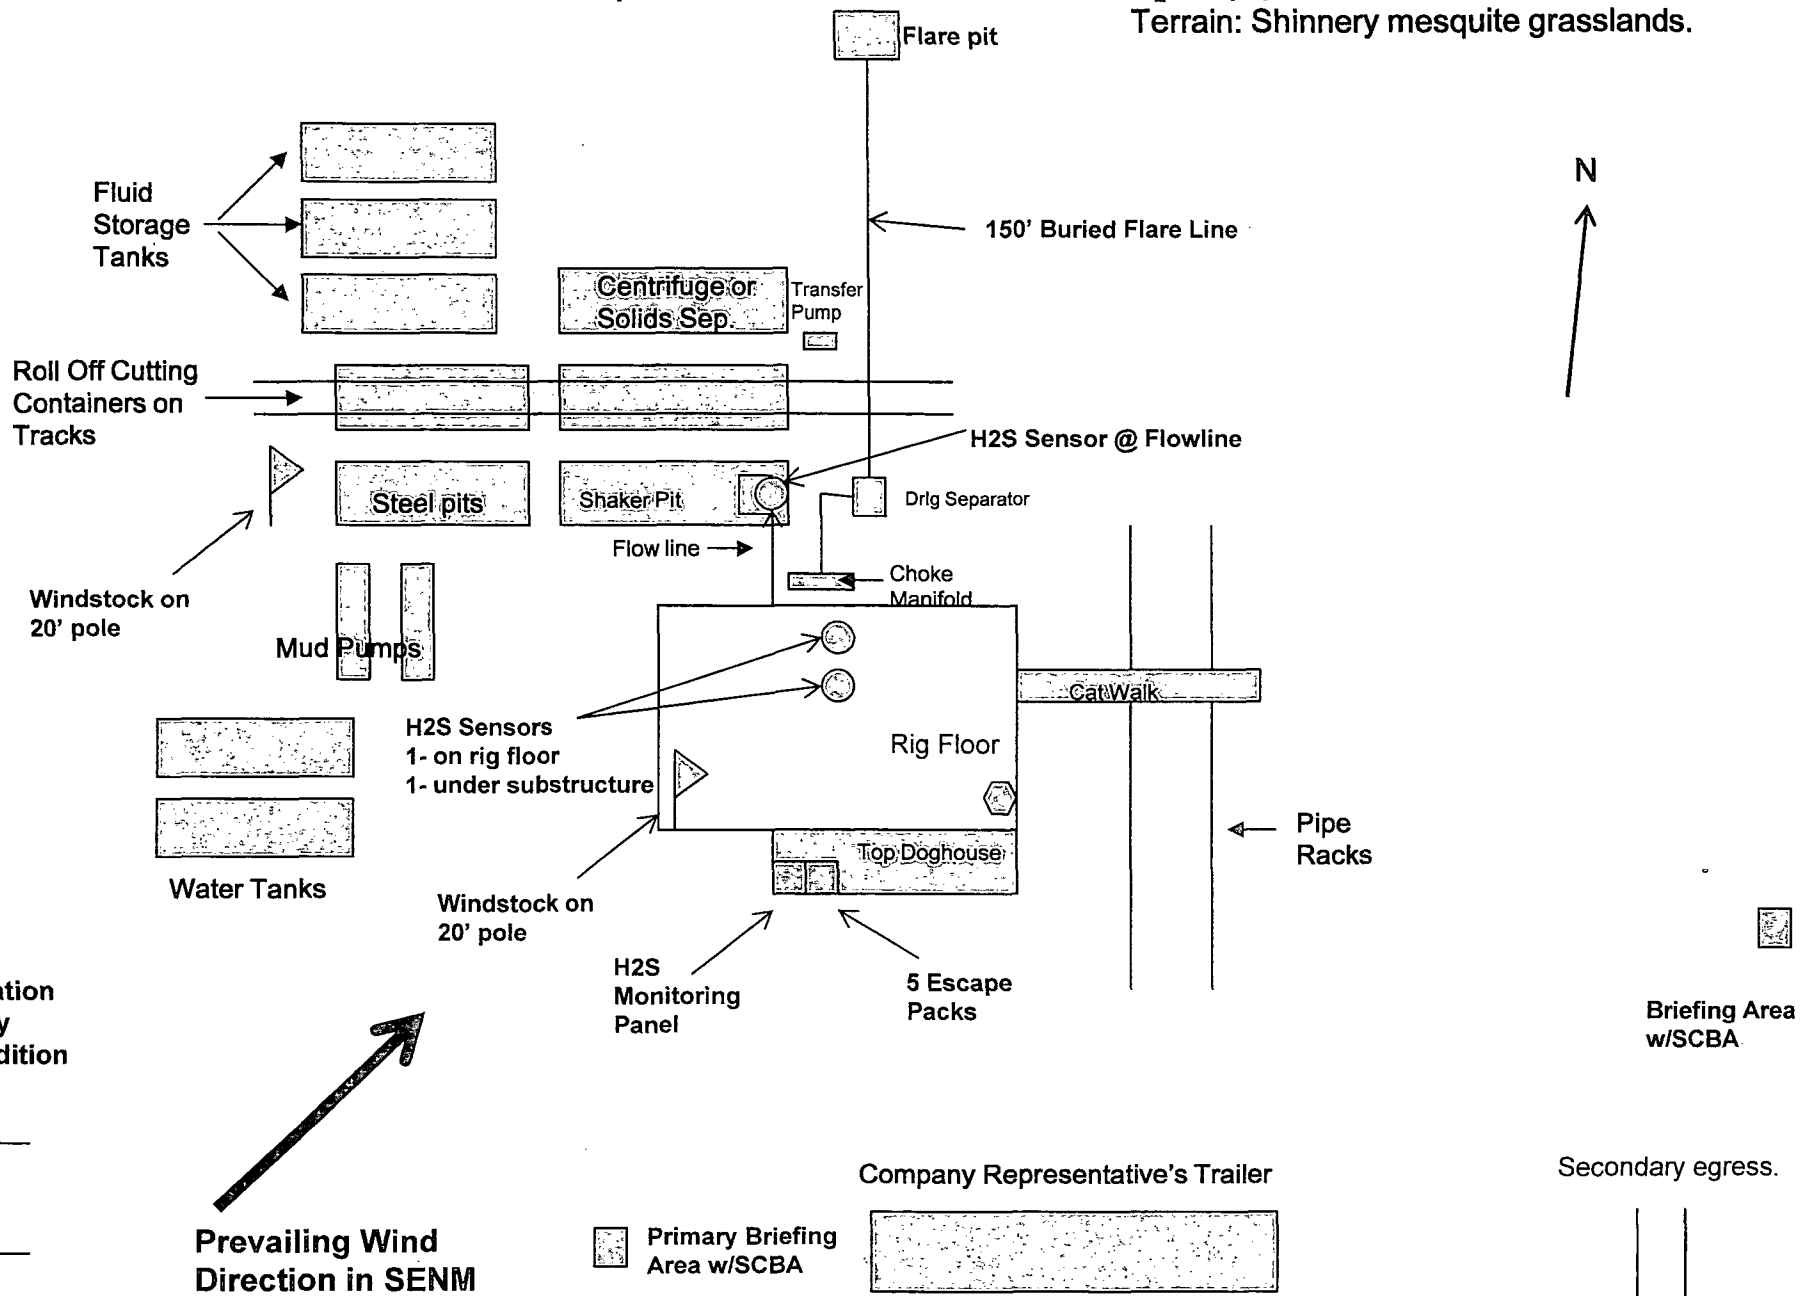 Terrain: Shinnery mesquite grasslands.
Flare pit
N
Fluid
Storage
Tanks
150' Buried Flare Line
Centrifuge or
Solids Sep.
Transfer
Pump
Roll Off Cutting
Containers on
Tracks
H2S Sensor @ Flowline
Steel pits
Shaker Pit
Drlg Separator
Flow line
Choke
Manifold
Windstock on
20' pole
Mud Pumps
Cat Walk
H2S Sensors
1- on rig floor
1- under substructure
Rig Floor
Pipe
Racks
Top Doghouse
Water Tanks
Windstock on
20' pole
H2S
Monitoring
Panel
5 Escape
Packs
Briefing Area
w/SCBA
Company Representative's Trailer
Secondary egress.
Prevailing Wind
Direction in SENM
Primary Briefing
Area w/SCBA